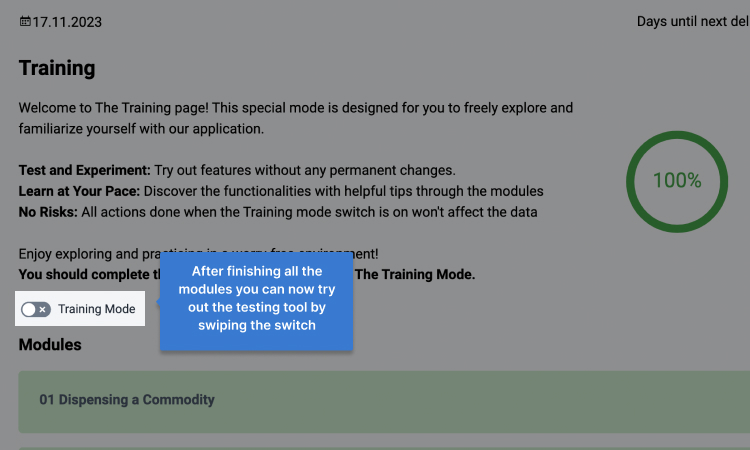 17.11.2023
Days until next del
Training
Welcome to The Training page! This special mode is designed for you to freely explore and
familiarize yourself with our application.
Test and Experiment: Try out features without any permanent changes.
Learn at Your Pace: Discover the functionalities with helpful tips through the modules
No Risks: All actions done when the Training mode switch is on won't affect the data
100%
Enjoy exploring and practicing in a worry-free environment!
You should complete th The Training Mode.
After finishing all the
modules you can now try
out the testing tool by
swiping the switch
Training Mode
Modules
01 Dispensing a Commodity